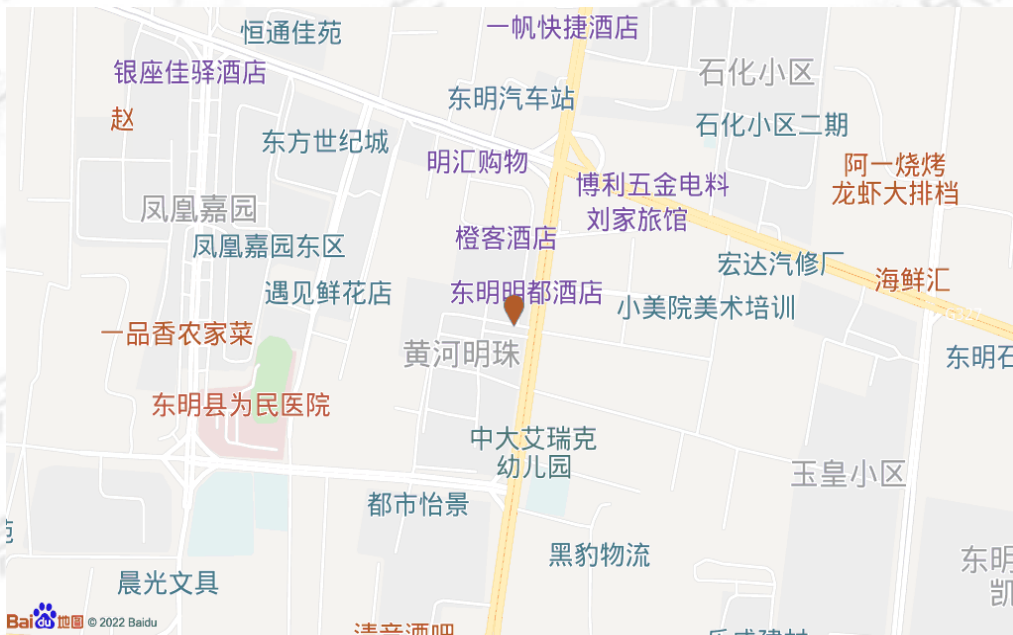 一帆快捷酒店
恒通佳苑
银座佳驿酒店
石化小区
东明汽车站
赵
石化小区二期
东方世纪城
明汇购物
阿一烧烤
龙虾大排档
博利五金电料
凤凰嘉园
刘家旅馆
橙客酒店
凤凰嘉园东区
宏达汽修厂
海鲜汇
遇见鲜花店
东明明都酒店
小美院美术培训
G327
一品香农家菜
黄河明珠
东明石
东明县为民医院
中大艾瑞克
幼儿园
玉皇小区
都市怡景
黑豹物流
东明
凯
晨光文具
Bai du 地图 © 2022 Baidu